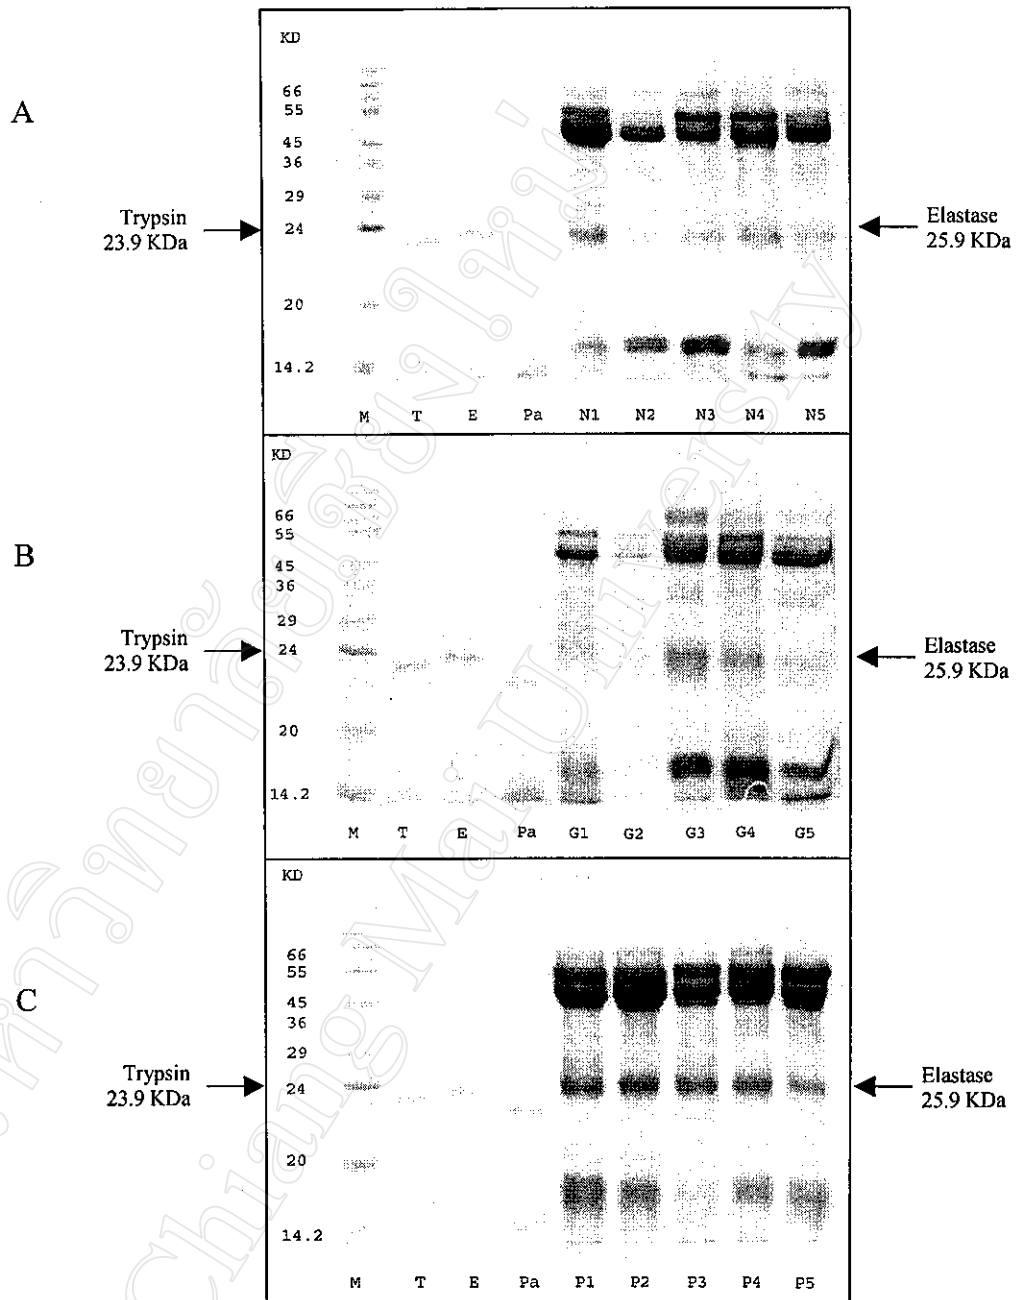 A
KD
66
55
45
36
29
24
20
14.2
Trypsin
23.9 KDa
Elastase
25.9 KDa
M T E Pa N1 N2 N3 N4 N5
B
KD
66
55
45
36
29
24
20
14.2
Trypsin
23.9 KDa
Elastase
25.9 KDa
M T E Pa G1 G2 G3 G4 G5
C
KD
66
55
45
36
29
24
20
14.2
Trypsin
23.9 KDa
Elastase
25.9 KDa
M T E Pa P1 P2 P3 P4 P5
Chiang Mai University